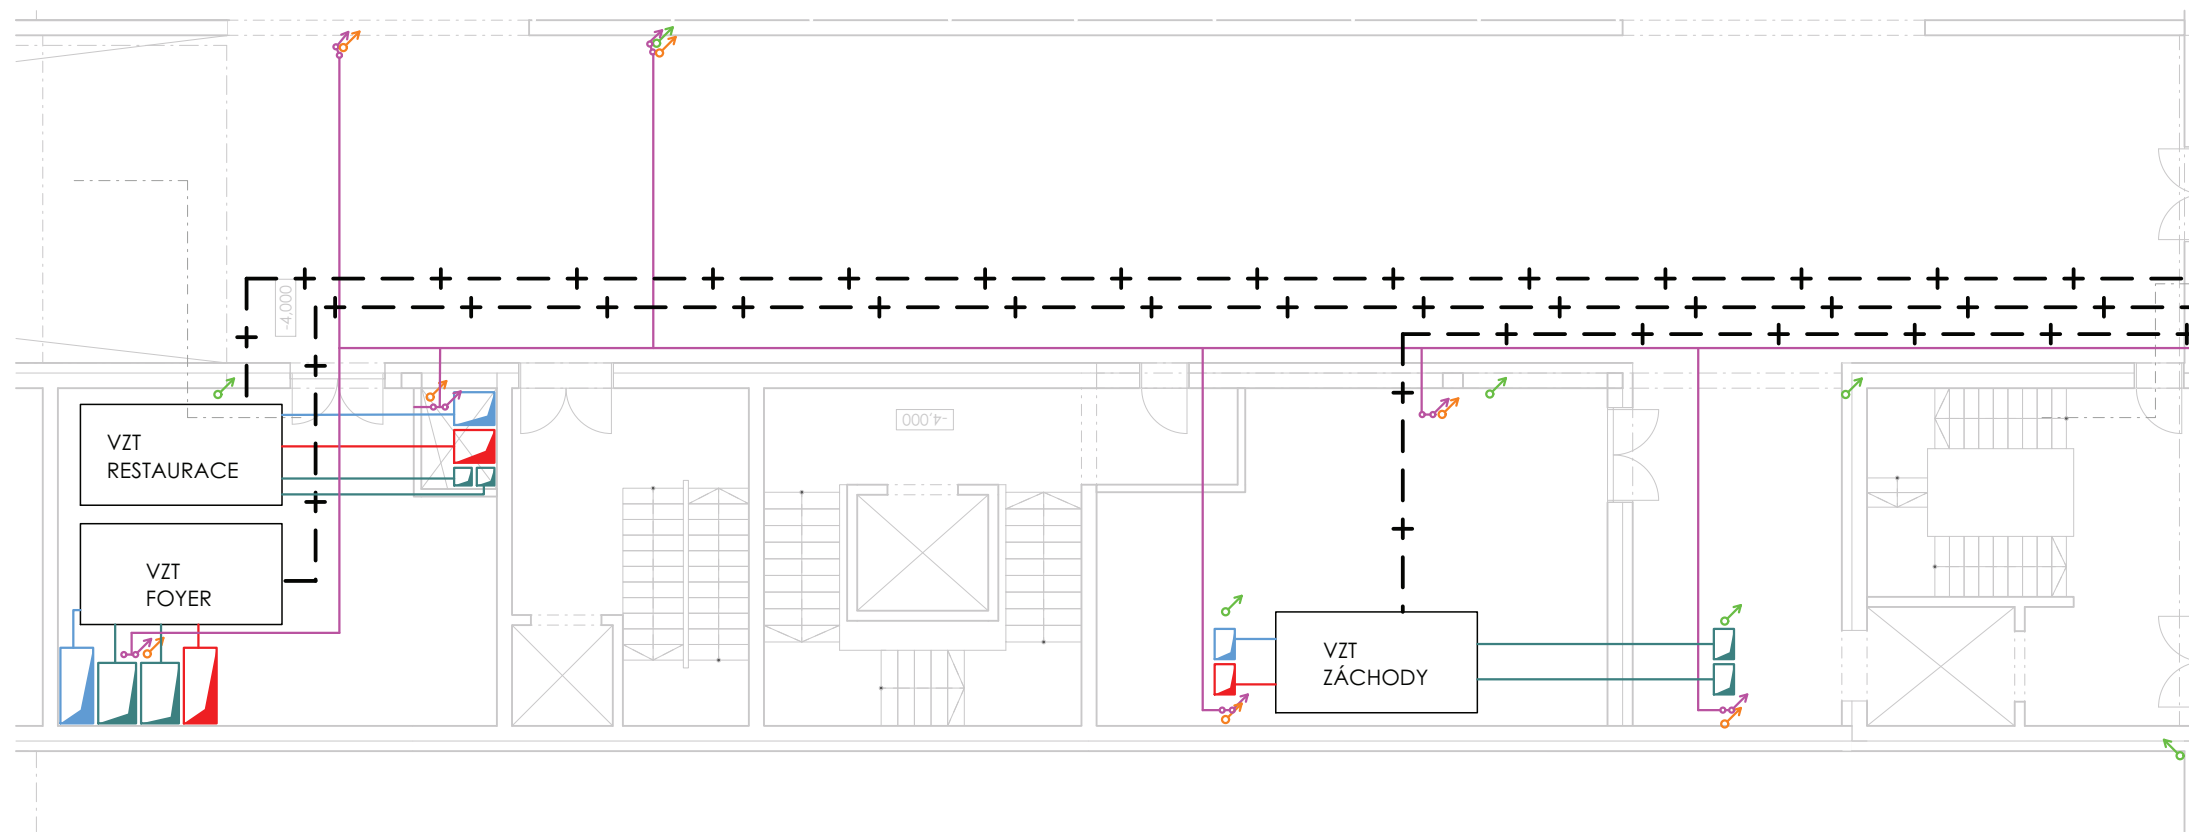 -4.000
-4,000
VZT
RESTAURACE
VZT
FOYER
VZT
ZÁCHODY